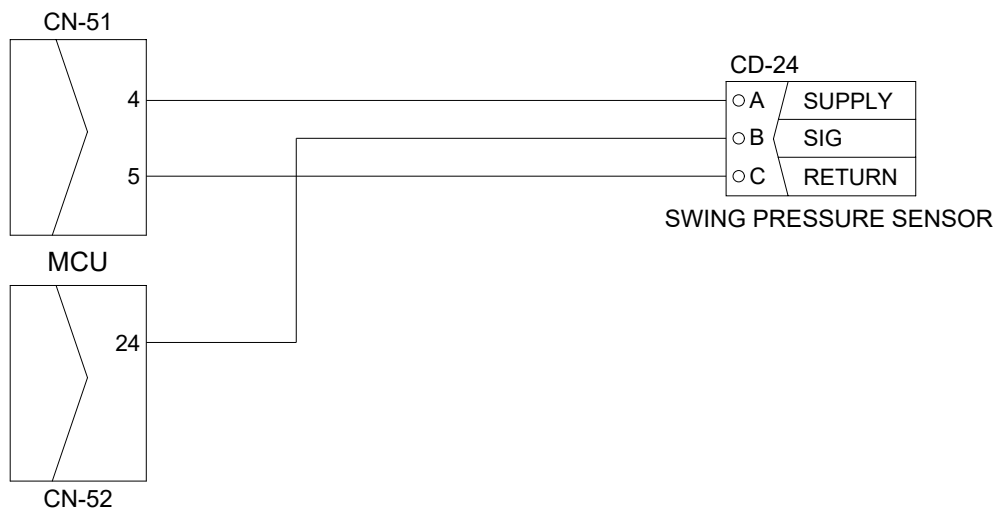 CN-51
CD-24
4
A SUPPLY
B SIG
5
C RETURN
SWING PRESSURE SENSOR
MCU
24
CN-52